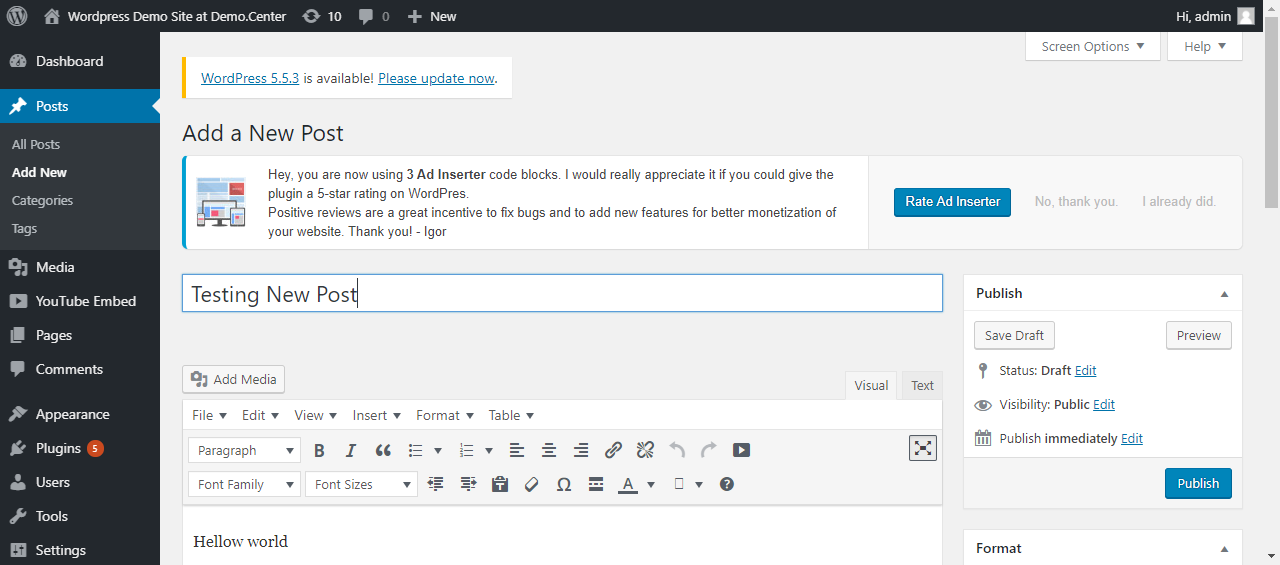 Wordpress Demo Site at Demo.Center 10 0 New Hi, admin
Dashboard
Posts
All Posts
Add New
Categories
Tags
Media
YouTube Embed
Pages
Comments
Appearance
Plugins 5
Users
Tools
Settings
Screen Options Help
WordPress 5.5.3 is available! Please update now.
Add a New Post
Hey, you are now using 3 Ad Inserter code blocks. I would really appreciate it if you could give the
plugin a 5-star rating on WordPres.
Positive reviews are a great incentive to fix bugs and to add new features for better monetization of
your website. Thank you! - Igor
Rate Ad Inserter No, thank you. I already did.
Testing New Post
Add Media
Visual Text
File Edit View Insert Format Table
Paragraph
Font Family Font Sizes
Hellow world
Publish
Save Draft Preview
Status: Draft Edit
Visibility: Public Edit
Publish immediately Edit
Publish
Format